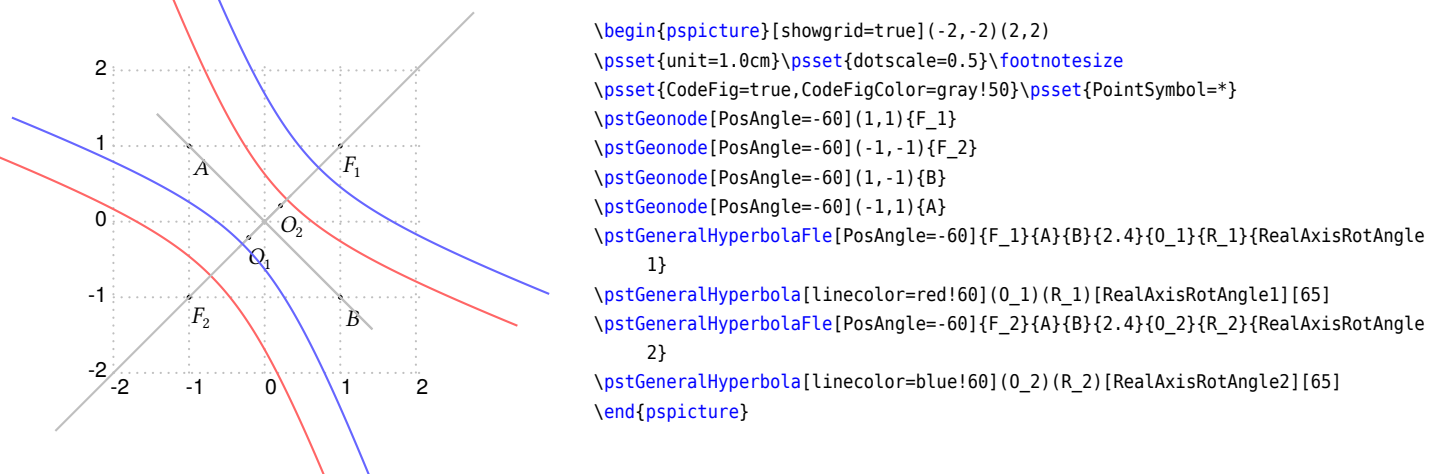 2
1
0
-1
-2
-2
-1
0
1
2
A
F1
O2
O1
F2
B
\begin{pspicture}[showgrid=true](-2,-2)(2,2)
\psset{unit=1.0cm}\psset{dotscale=0.5}\footnotesize
\psset{CodeFig=true,CodeFigColor=gray!50}\psset{PointSymbol=*}
\pstGeonode[PosAngle=-60](1,1){F_1}
\pstGeonode[PosAngle=-60](-1,-1){F_2}
\pstGeonode[PosAngle=-60](1,-1){B}
\pstGeonode[PosAngle=-60](-1,1){A}
\pstGeneralHyperbolaFle[PosAngle=-60]{F_1}{A}{B}{2.4}{O_1}{R_1}{RealAxisRotAngle
1}
\pstGeneralHyperbola[linecolor=red!60](O_1)(R_1)[RealAxisRotAngle1][65]
\pstGeneralHyperbolaFle[PosAngle=-60]{F_2}{A}{B}{2.4}{O_2}{R_2}{RealAxisRotAngle
2}
\pstGeneralHyperbola[linecolor=blue!60](O_2)(R_2)[RealAxisRotAngle2][65]
\end{pspicture}